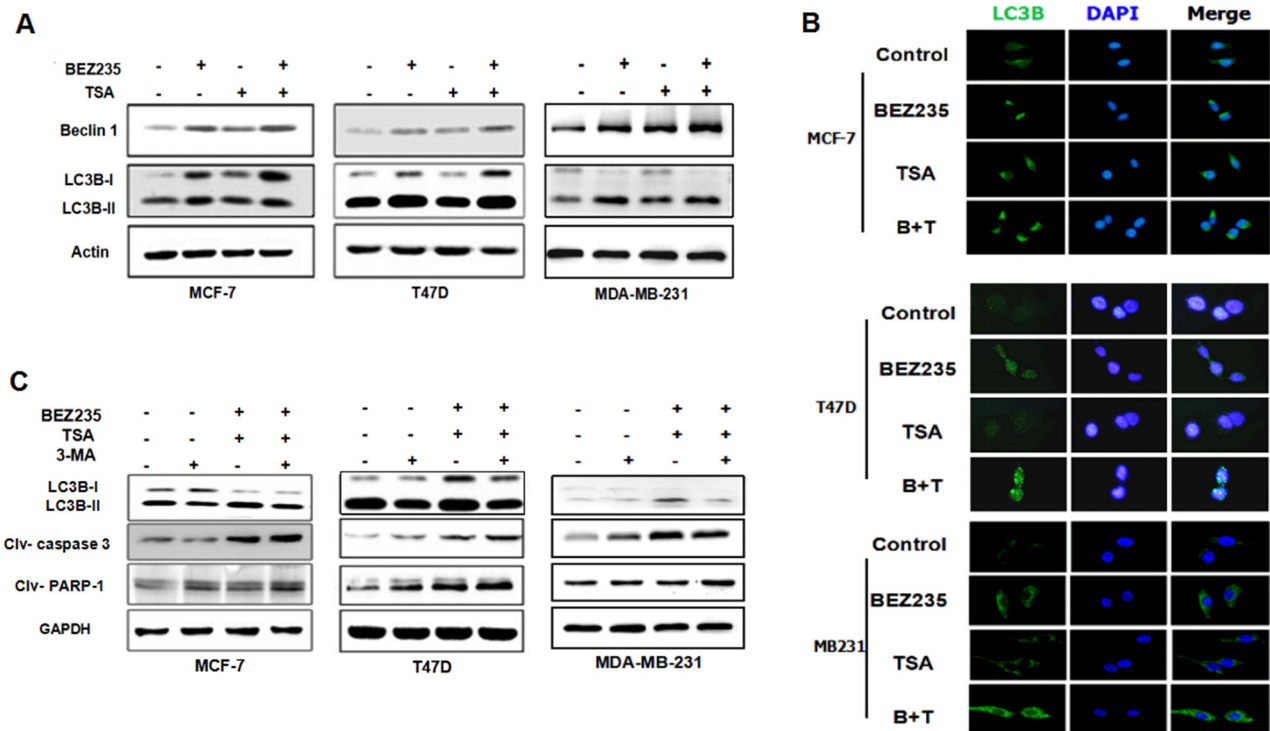 A
BEZ235 - + - + - + - + - + - +
TSA - - + + - - + + - - + +
Beclin 1
LC3B-I
LC3B-II
Actin
MCF-7 T47D MDA-MB-231
B
LC3B DAPI Merge
MCF-7
Control
BEZ235
TSA
B+T
T47D
Control
BEZ235
TSA
B+T
MB231
Control
BEZ235
TSA
B+T
C
BEZ235 - - + + - - + + - - + +
TSA - - + + - - + + - - + +
3-MA - + - + - + - + - + - +
LC3B-I
LC3B-II
Clv- caspase 3
Clv- PARP-1
GAPDH
MCF-7 T47D MDA-MB-231